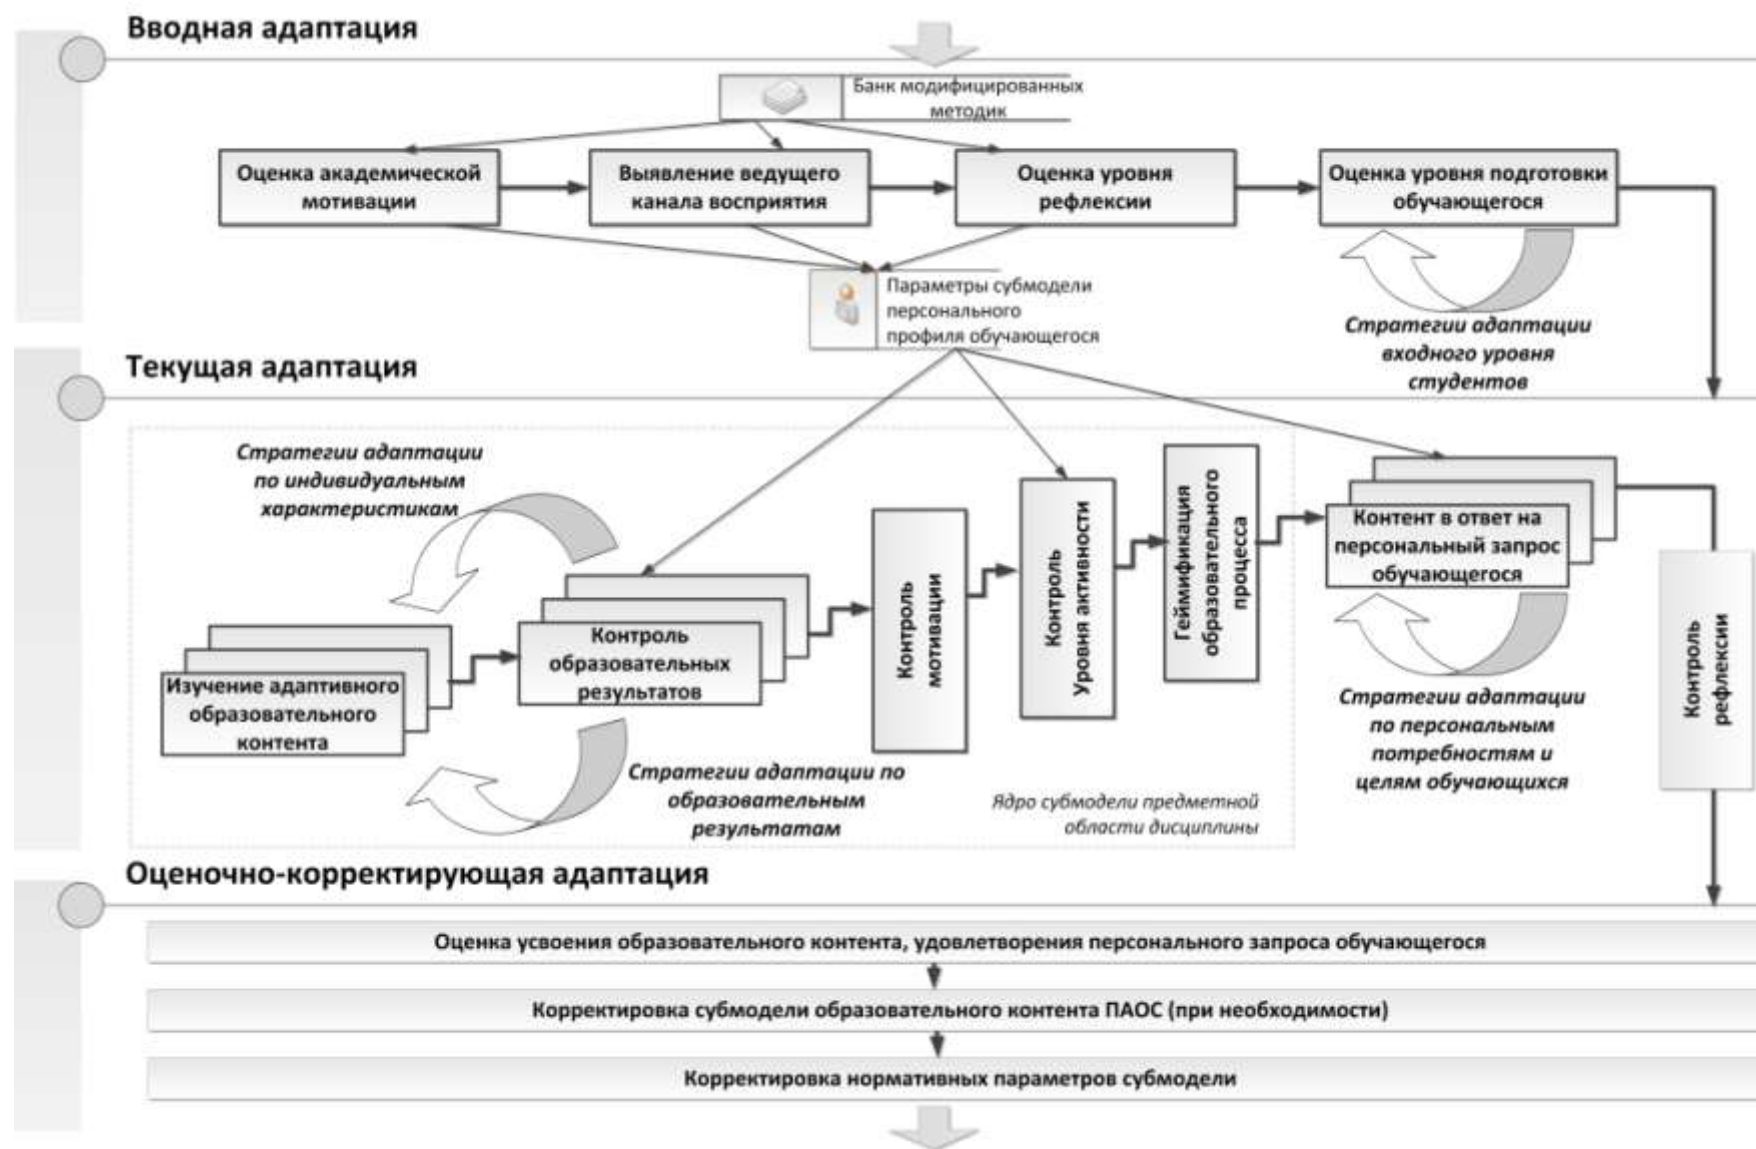 Вводная адаптация
Банк модифицированных
методик
Оценка академической
мотивации
Выявление ведущего
канала восприятия
Оценка уровня
рефлексии
Оценка уровня подготовки
обучающегося
Параметры субмодели
персонального
профиля обучающегося
Стратегии адаптации
входного уровня
студентов
Текущая адаптация
Стратегии адаптации
по индивидуальным
характеристикам
Изучение адаптивного
образовательного
контента
Контроль
образовательных
результатов
Стратегии адаптации по
образовательным
результатам
Контроль
мотивации
Контроль
Уровня активности
Геймификация
образовательного
процесса
Ядро субмодели предметной
области дисциплины
Контент в ответ на
персональный запрос
обучающегося
Стратегии адаптации
по персональным
потребностям и
целям обучающихся
Контроль
рефлексии
Оценочно-корректирующая адаптация
Оценка усвоения образовательного контента, удовлетворения персонального запроса обучающегося
Корректировка субмодели образовательного контента ПАОС (при необходимости)
Корректировка нормативных параметров субмодели